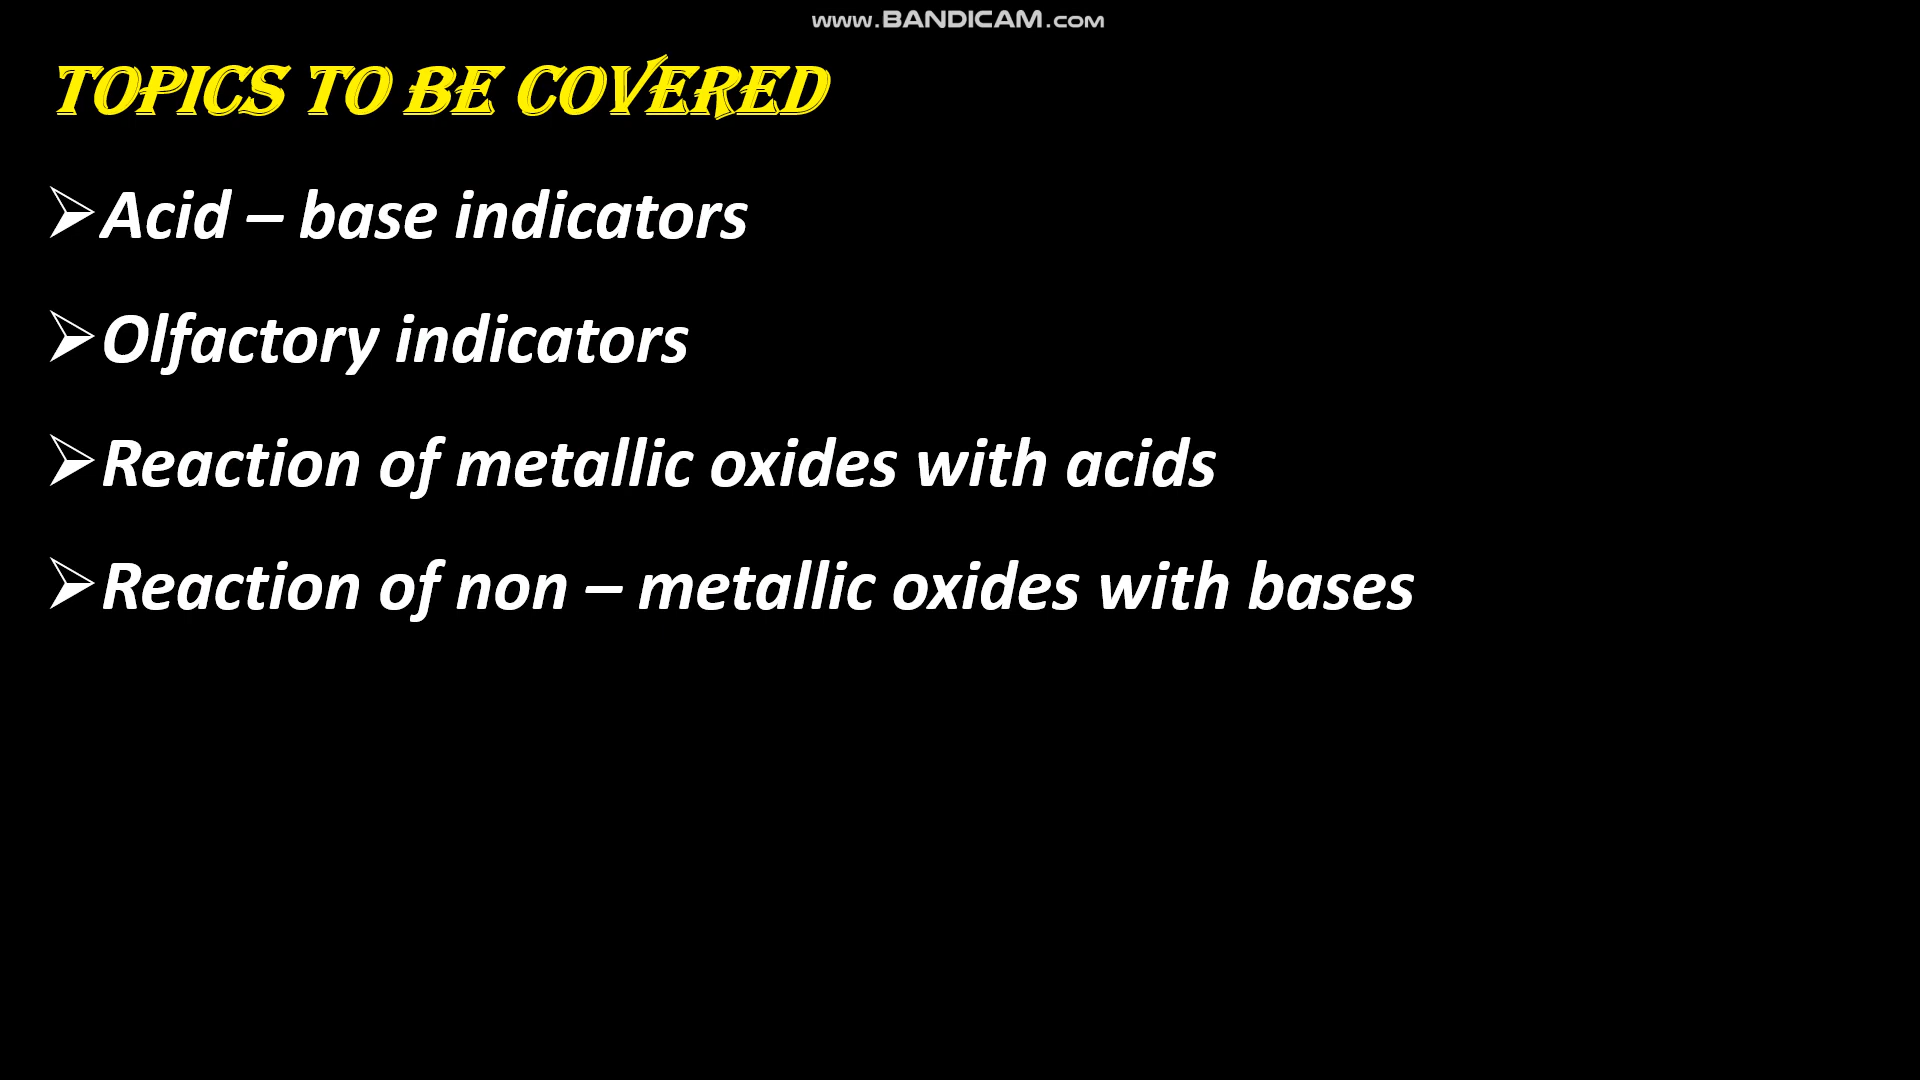 www.BANDICAM.com
TOPICS TO BE COVERED
➢Acid – base indicators
➢Olfactory indicators
➢Reaction of metallic oxides with acids
➢Reaction of non – metallic oxides with bases